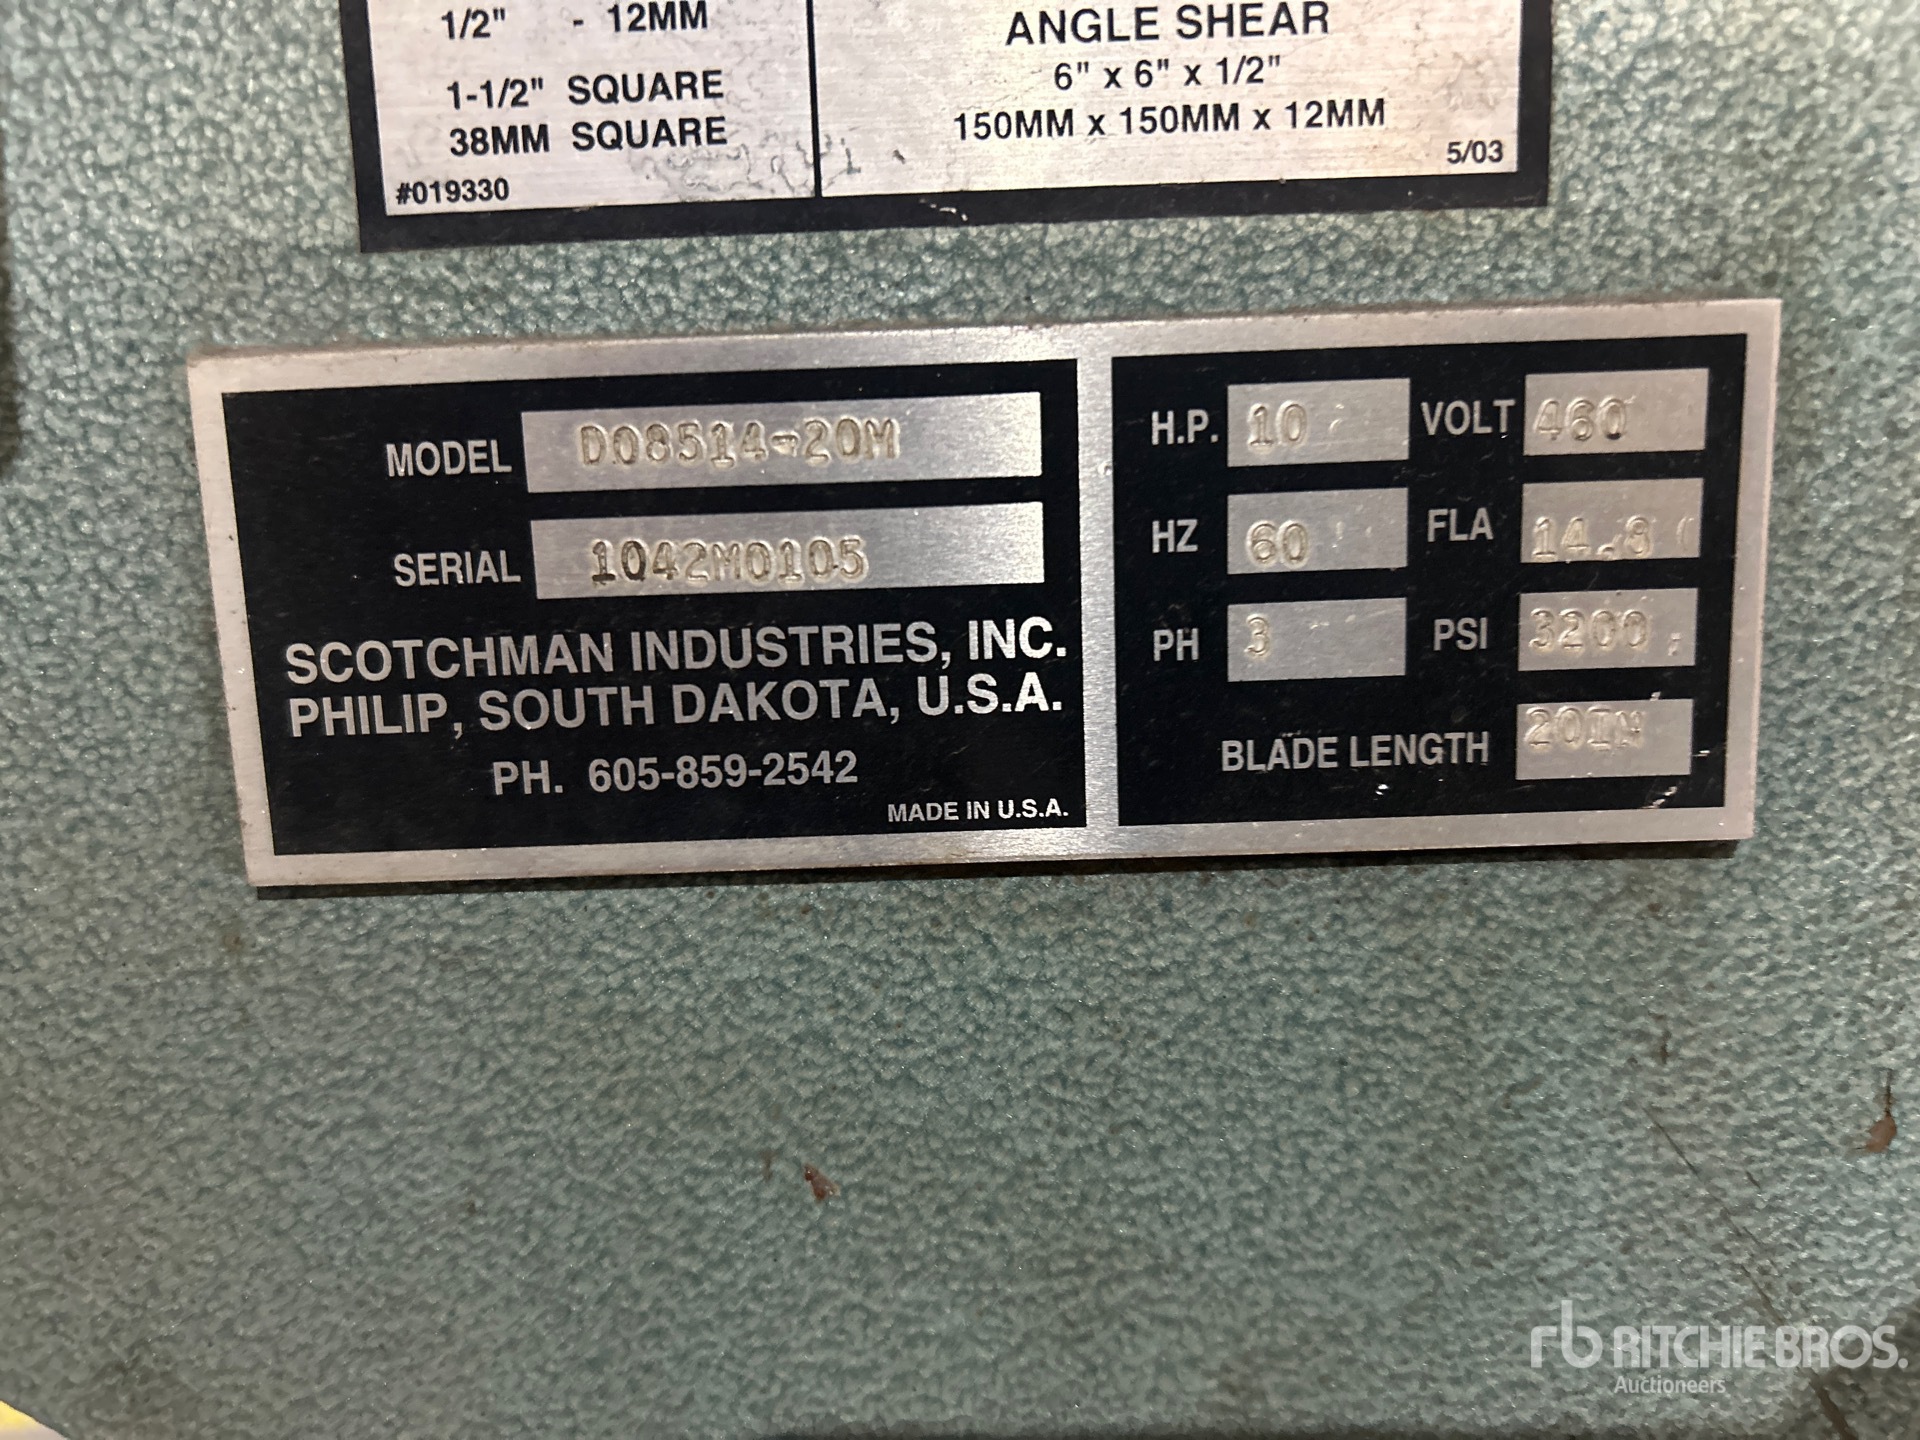 1/2" - 12MM
1-1/2" SQUARE
38MM SQUARE
#019330
ANGLE SHEAR
6" x 6" x 1/2"
150MM x 150MM x 12MM
5/03
MODEL DO8514-20M
SERIAL 1042M0105
SCOTCHMAN INDUSTRIES, INC.
PHILIP, SOUTH DAKOTA, U.S.A.
PH. 605-859-2542
MADE IN U.S.A.
H.P. 10 VOLT 460
HZ 60 FLA 14.8
PH 3 PSI 3200
BLADE LENGTH 20IN
rb RITCHIE BROS.
Auctioneers